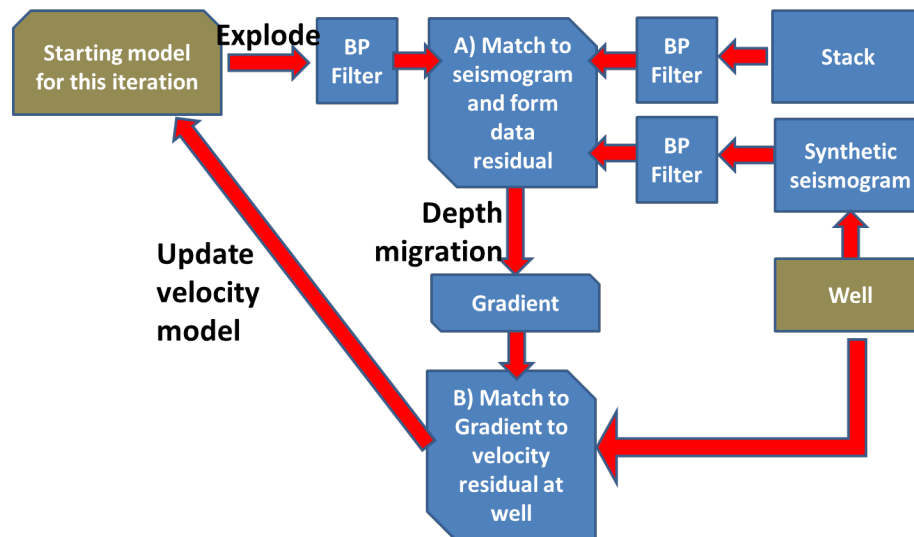 Starting model
for this iteration
Explode
BP
Filter
A) Match to
seismogram
and form
data
residual
BP
Filter
Stack
BP
Filter
Synthetic
seismogram
Depth
migration
Update
velocity
model
Gradient
Well
B) Match to
Gradient to
velocity
residual at
well